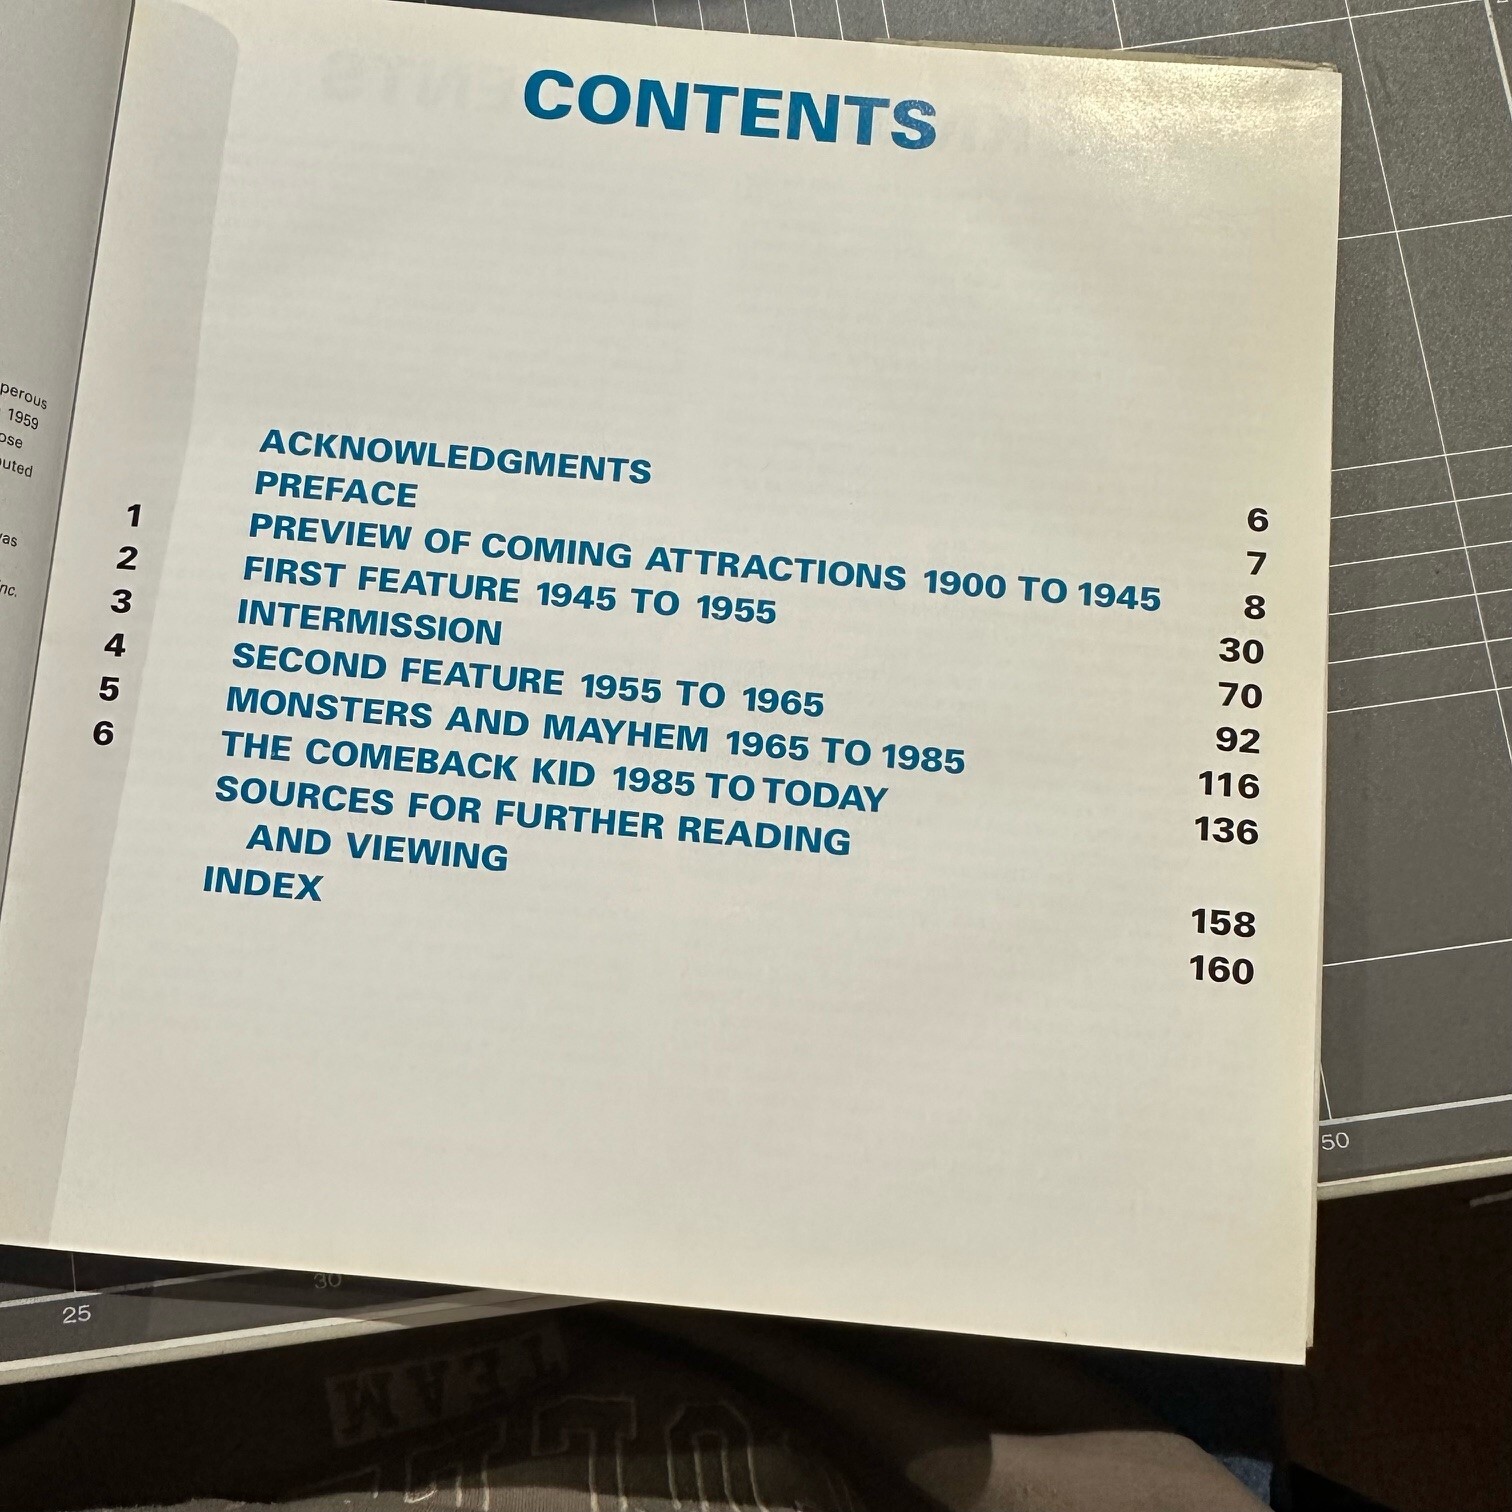 perous
1959
ose
uted
as
nc.
CONTENTS
ACKNOWLEDGMENTS 6
PREFACE 7
1 PREVIEW OF COMING ATTRACTIONS 1900 TO 1945 8
2 FIRST FEATURE 1945 TO 1955 30
3 INTERMISSION 70
4 SECOND FEATURE 1955 TO 1965 92
5 MONSTERS AND MAYHEM 1965 TO 1985 116
6 THE COMEBACK KID 1985 TO TODAY 136
SOURCES FOR FURTHER READING
AND VIEWING 158
INDEX 160
50
30
25
TEAM